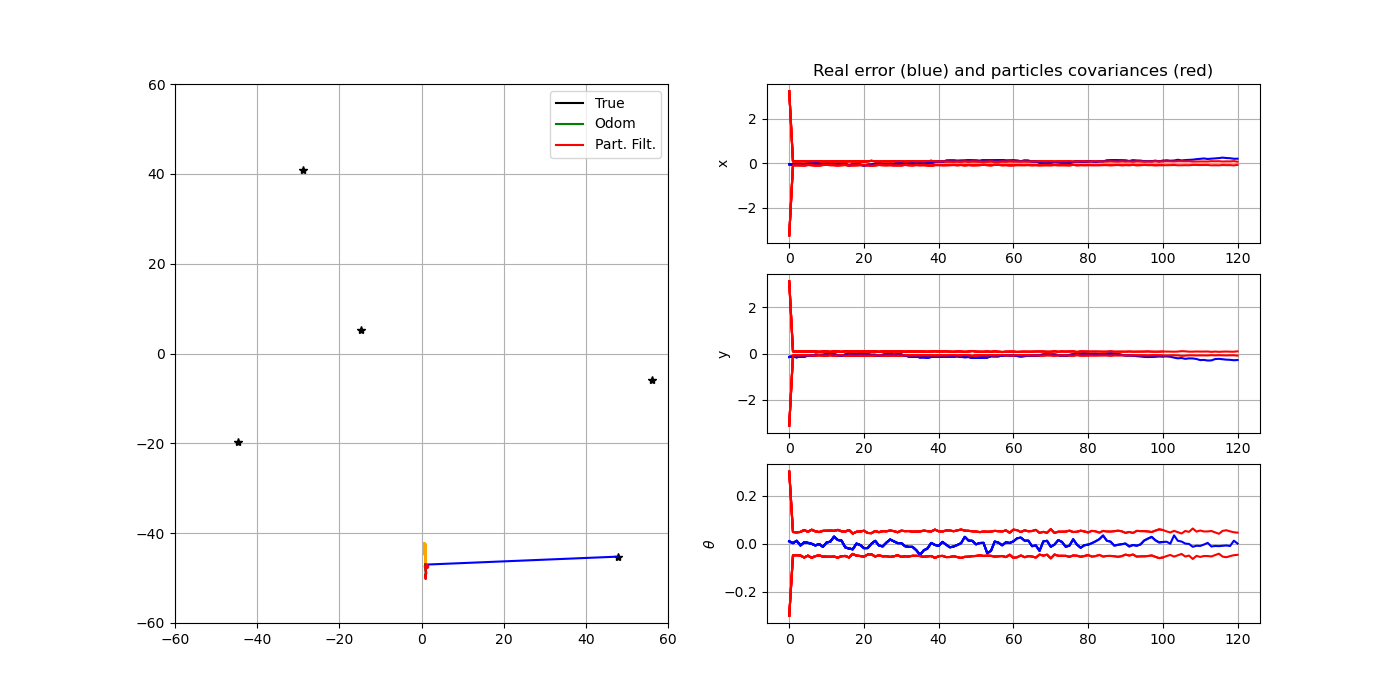 60
40
20
0
−20
−40
−60
−60 −40 −20 0 20 40 60
True
Odom
Part. Filt.
Real error (blue) and particles covariances (red)
x
2
0
−2
0 20 40 60 80 100 120
y
2
0
−2
0 20 40 60 80 100 120
θ
0.2
0.0
−0.2
0 20 40 60 80 100 120